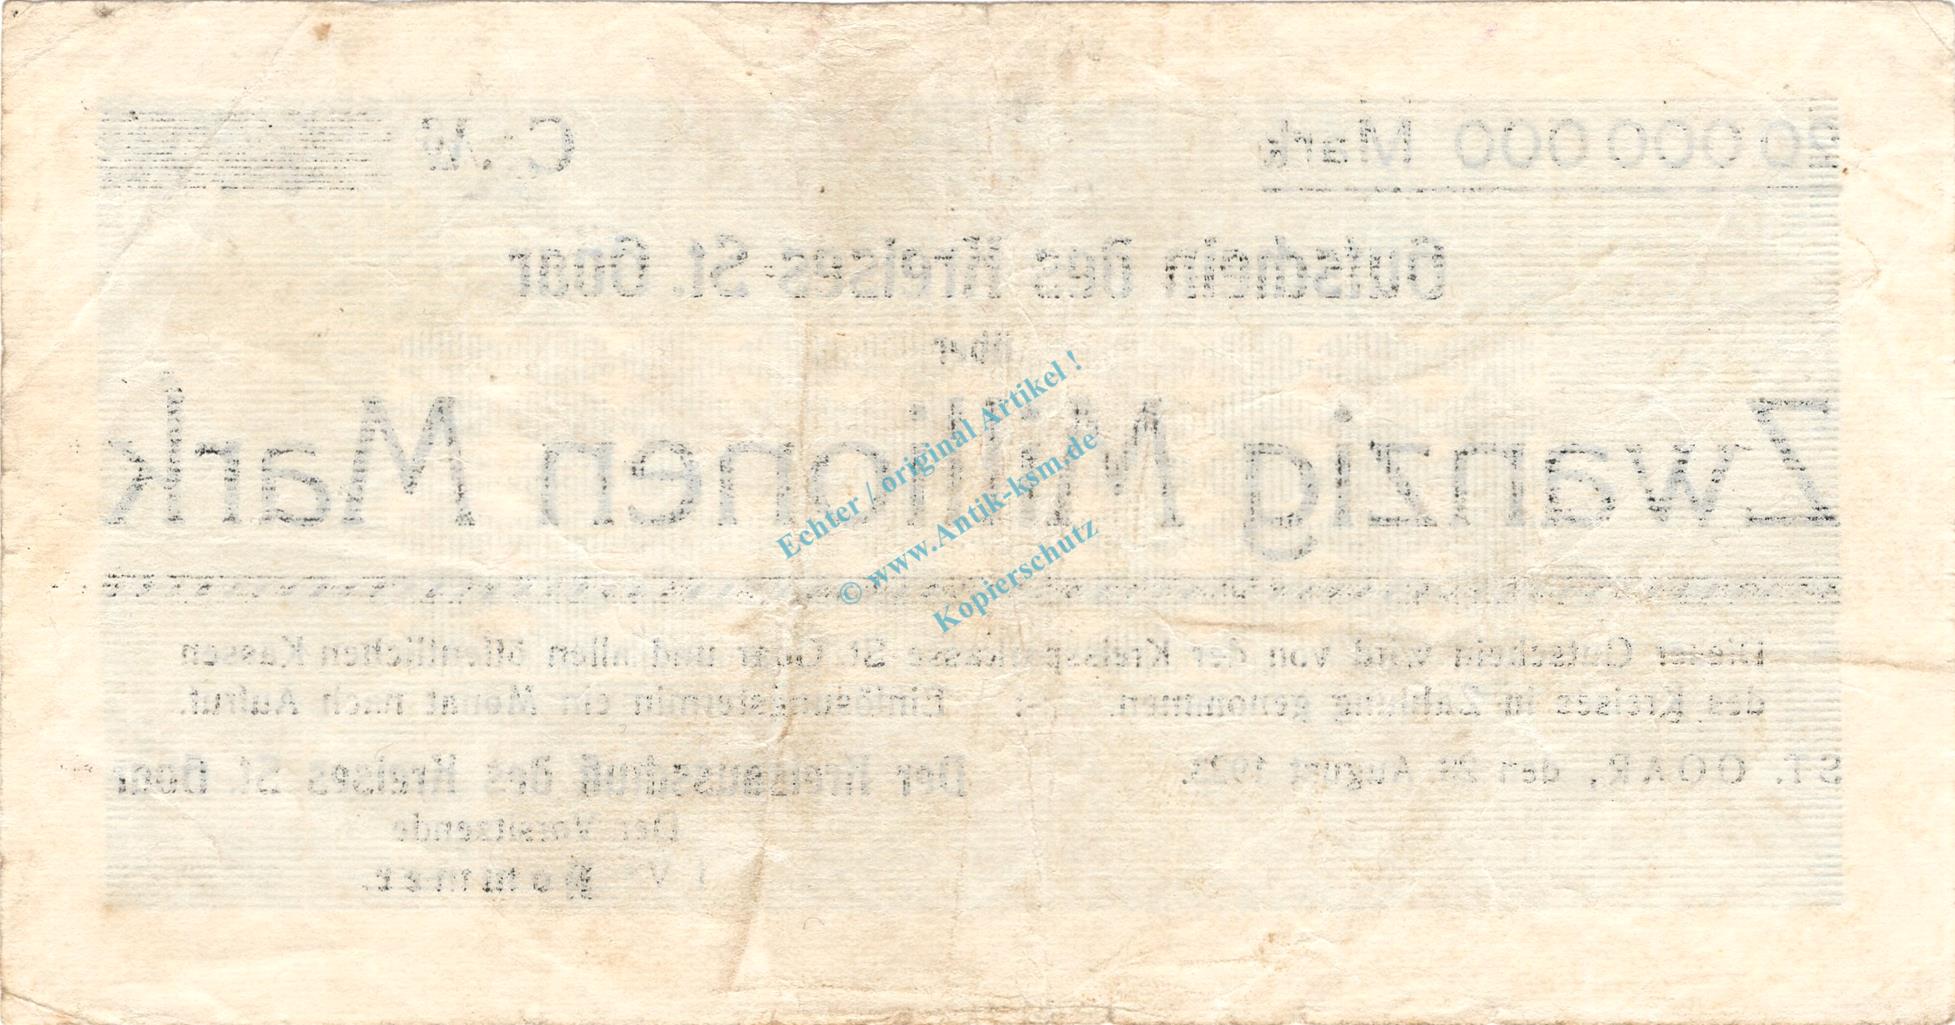 20 000 000 Mark C. №
Gutschein des Kreises St. Goar
über
Zwanzig Millionen Mark
Dieser Gutschein wird von der Kreissparkasse St. Goar und allen öffentlichen Kassen
des Kreises in Zahlung genommen. Einlösungstermin ein Monat nach Aufruf.
ST. GOAR, den August 1923. Der Kreisausschuß des Kreises St. Goar
Der Vorsitzende
I. V.
Echter / original Artikel !
© www.Antik-ksm.de
Kopierschutz